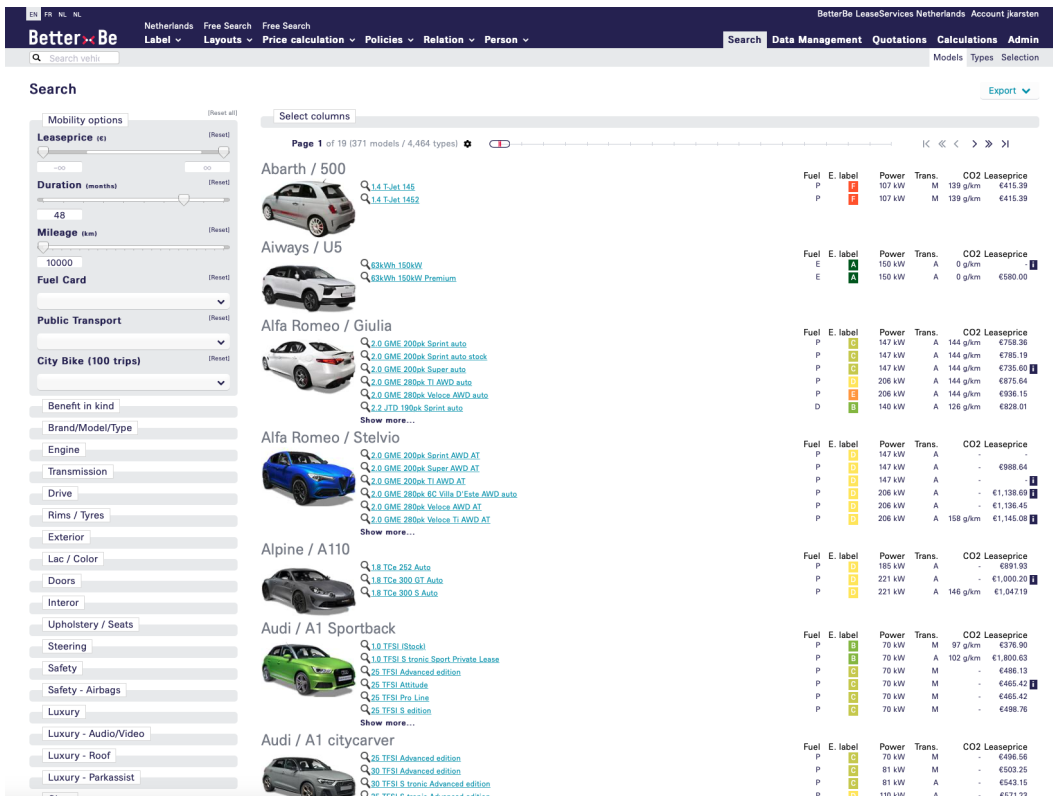 EN FR NL NL
BetterBe LeaseServices Netherlands Account jkarsten
Netherlands Free Search Free Search
Better Be Label Layouts Price calculation Policies Relation Person
Search Data Management Quotations Calculations Admin
Search vehic
Models Types Selection
Search
Export
[Reset all]
Mobility options
Leaseprice (€) [Reset]
-00 00
Duration (months) [Reset]
48
Mileage (km) [Reset]
10000
Fuel Card [Reset]
Public Transport [Reset]
City Bike (100 trips) [Reset]
Benefit in kind
Brand/Model/Type
Engine
Transmission
Drive
Rims / Tyres
Exterior
Lac / Color
Doors
Interor
Upholstery / Seats
Steering
Safety
Safety - Airbags
Luxury
Luxury - Audio/Video
Luxury - Roof
Luxury - Parkassist
Select columns
Page 1 of 19 (371 models / 4,464 types)
Abarth / 500
Fuel E. label Power Trans. CO2 Leaseprice
1.4 T-Jet 145 P F 107 kW M 139 g/km €415.39
1.4 T-Jet 1452 P F 107 kW M 139 g/km €415.39
Aiways / U5
Fuel E. label Power Trans. CO2 Leaseprice
63kWh 150kW E A 150 kW A 0 g/km - i
63kWh 150kW Premium E A 150 kW A 0 g/km €580.00
Alfa Romeo / Giulia
Fuel E. label Power Trans. CO2 Leaseprice
2.0 GME 200pk Sprint auto P C 147 kW A 144 g/km €758.36
2.0 GME 200pk Sprint auto stock P C 147 kW A 144 g/km €785.19
2.0 GME 200pk Super auto P C 147 kW A 144 g/km €735.60 i
2.0 GME 280pk TI AWD auto P D 206 kW A 144 g/km €875.64
2.0 GME 280pk Veloce AWD auto P E 206 kW A 144 g/km €936.15
2.2 JTD 190pk Sprint auto D B 140 kW A 126 g/km €828.01
Show more...
Alfa Romeo / Stelvio
Fuel E. label Power Trans. CO2 Leaseprice
2.0 GME 200pk Sprint AWD AT P D 147 kW A - -
2.0 GME 200pk Super AWD AT P D 147 kW A - €988.64
2.0 GME 200pk TI AWD AT P D 147 kW A - - i
2.0 GME 280pk 6C Villa D'Este AWD auto P D 206 kW A - €1,138.69 i
2.0 GME 280pk Veloce AWD AT P D 206 kW A - €1,136.45
2.0 GME 280pk Veloce Ti AWD AT P D 206 kW A 158 g/km €1,145.08 i
Show more...
Alpine / A110
Fuel E. label Power Trans. CO2 Leaseprice
1.8 TCe 252 Auto P D 185 kW A - €891.93
1.8 TCe 300 GT Auto P D 221 kW A - €1,000.20 i
1.8 TCe 300 S Auto P D 221 kW A 146 g/km €1,047.19
Audi / A1 Sportback
Fuel E. label Power Trans. CO2 Leaseprice
1.0 TFSI (Stock) P B 70 kW M 97 g/km €376.90
1.0 TFSI S tronic Sport Private Lease P B 70 kW A 102 g/km €1,800.63
25 TFSI Advanced edition P C 70 kW M - €486.13
25 TFSI Attitude P C 70 kW M - €465.42 i
25 TFSI Pro Line P C 70 kW M - €465.42
25 TFSI S edition P C 70 kW M - €498.76
Show more...
Audi / A1 citycarver
Fuel E. label Power Trans. CO2 Leaseprice
25 TFSI Advanced edition P C 70 kW M - €496.56
30 TFSI Advanced edition P C 81 kW M - €503.25
30 TFSI S tronic Advanced edition P C 81 kW A - €543.15
35 TFSI S tronic Advanced edition P D 110 kW A - €571.23